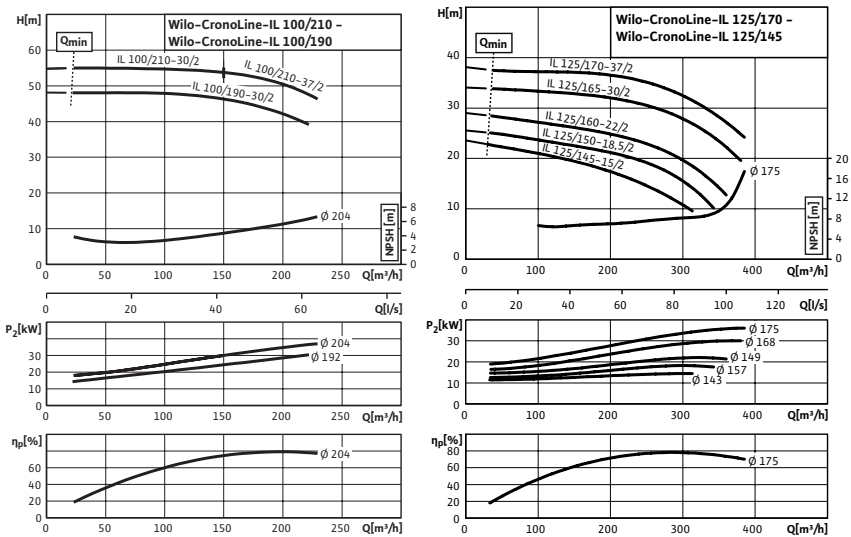 H[m]
Wilo-CronoLine-IL 100/210 –
Wilo-CronoLine-IL 100/190
Qmin
60
50
40
30
20
10
0
IL 100/210-30/2
IL 100/210-37/2
IL 100/190-30/2
Ø 204
NPSH [m]
8
6
4
2
0
0 50 100 150 200 250 Q[m³/h]
0 20 40 60 Q[l/s]
P₂[kW]
30
20
10
0
Ø 204
Ø 192
0 50 100 150 200 250 Q[m³/h]
ηp[%]
60
40
20
0
Ø 204
0 50 100 150 200 250 Q[m³/h]
H[m]
Wilo-CronoLine-IL 125/170 –
Wilo-CronoLine-IL 125/145
Qmin
40
30
20
10
0
IL 125/170-37/2
IL 125/165-30/2
IL 125/160-22/2
IL 125/150-18,5/2
IL 125/145-15/2
Ø 175
NPSH [m]
20
16
12
8
4
0
100 200 300 400 Q[m³/h]
0 20 40 60 80 100 120 Q[l/s]
P₂[kW]
30
20
10
0
Ø 175
Ø 168
Ø 149
Ø 157
Ø 143
0 100 200 300 400 Q[m³/h]
ηp[%]
80
60
40
20
0
Ø 175
0 100 200 300 400 Q[m³/h]